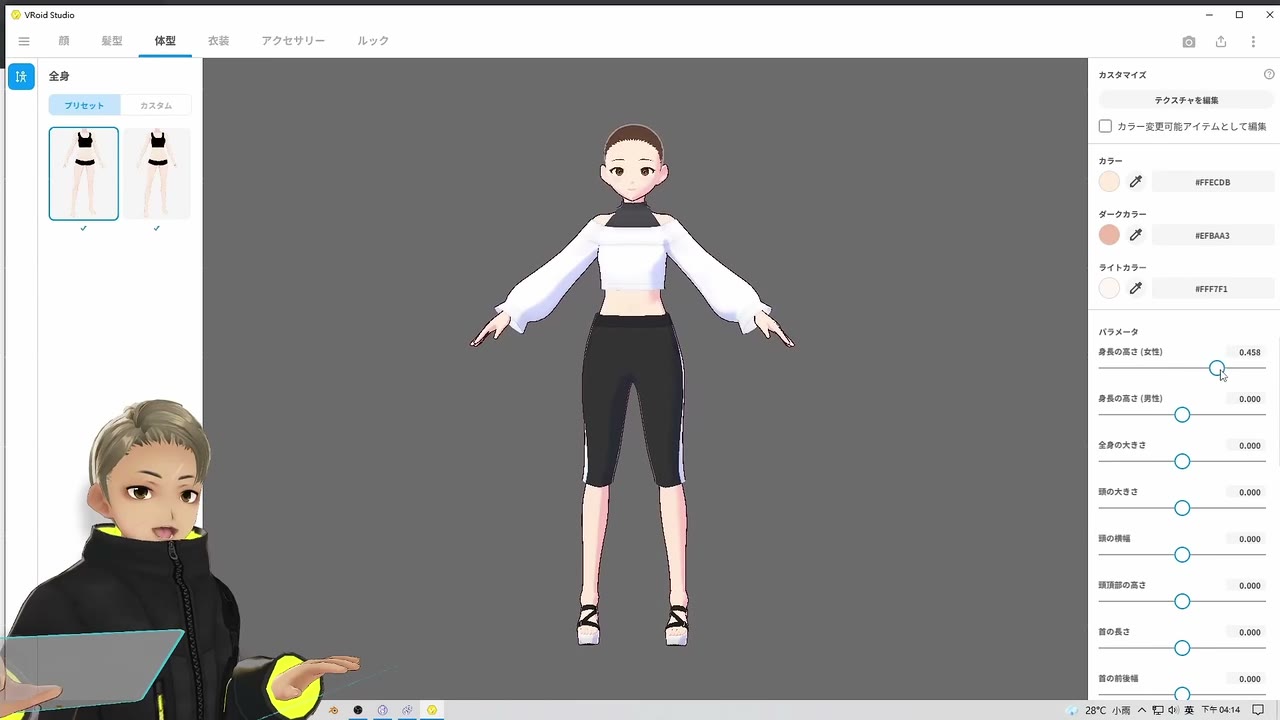 VRoid Studio
顔 髪型 体型 衣装 アクセサリー ルック
全身
プリセット カスタム
カスタマイズ
テクスチャを編集
カラー変更可能アイテムとして編集
カラー
#FFECDB
ダークカラー
#EFBAA3
ライトカラー
#FFF7F1
パラメータ
身長の高さ (女性) 0.458
身長の高さ (男性) 0.000
全身の大きさ 0.000
頭の大きさ 0.000
頭の横幅 0.000
頭頂部の高さ 0.000
首の長さ 0.000
首の前後幅 0.000
28°C 小雨 英 下午 04:14